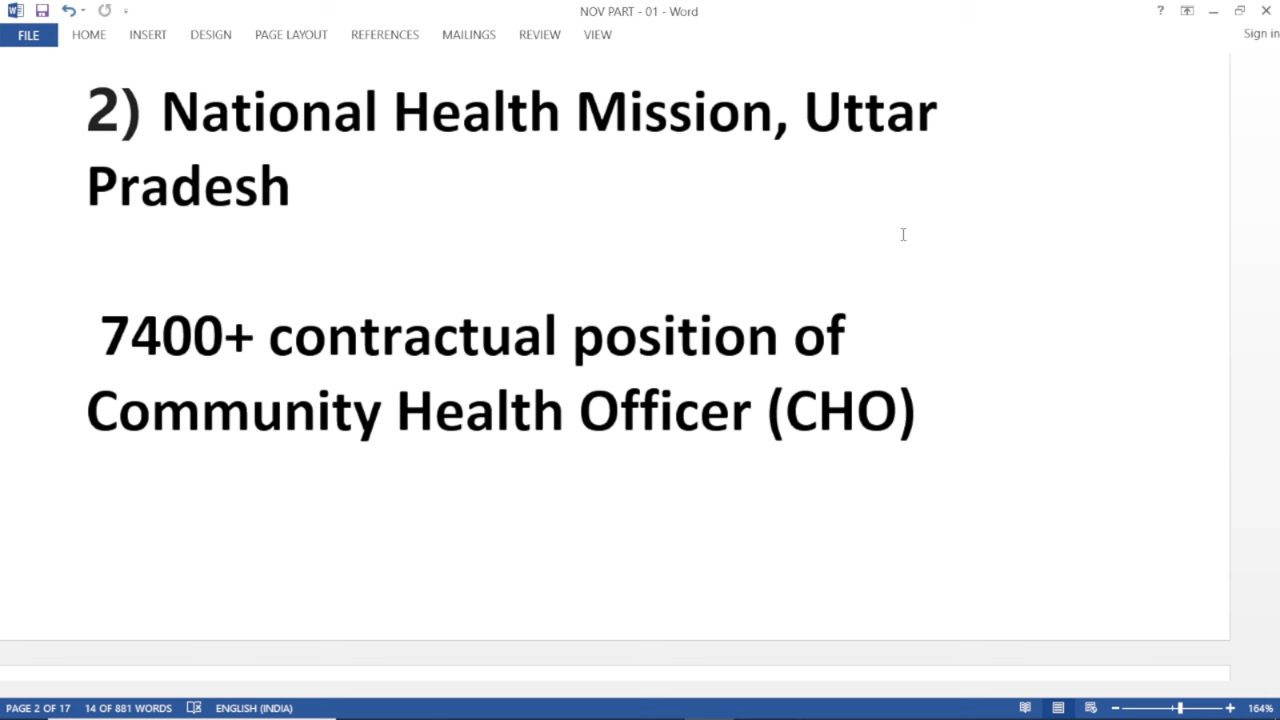 NOV PART - 01 - Word
?
FILE HOME INSERT DESIGN PAGE LAYOUT REFERENCES MAILINGS REVIEW VIEW Sign in
2) National Health Mission, Uttar
Pradesh
7400+ contractual position of
Community Health Officer (CHO)
PAGE 2 OF 17 14 OF 881 WORDS ENGLISH (INDIA) 164%